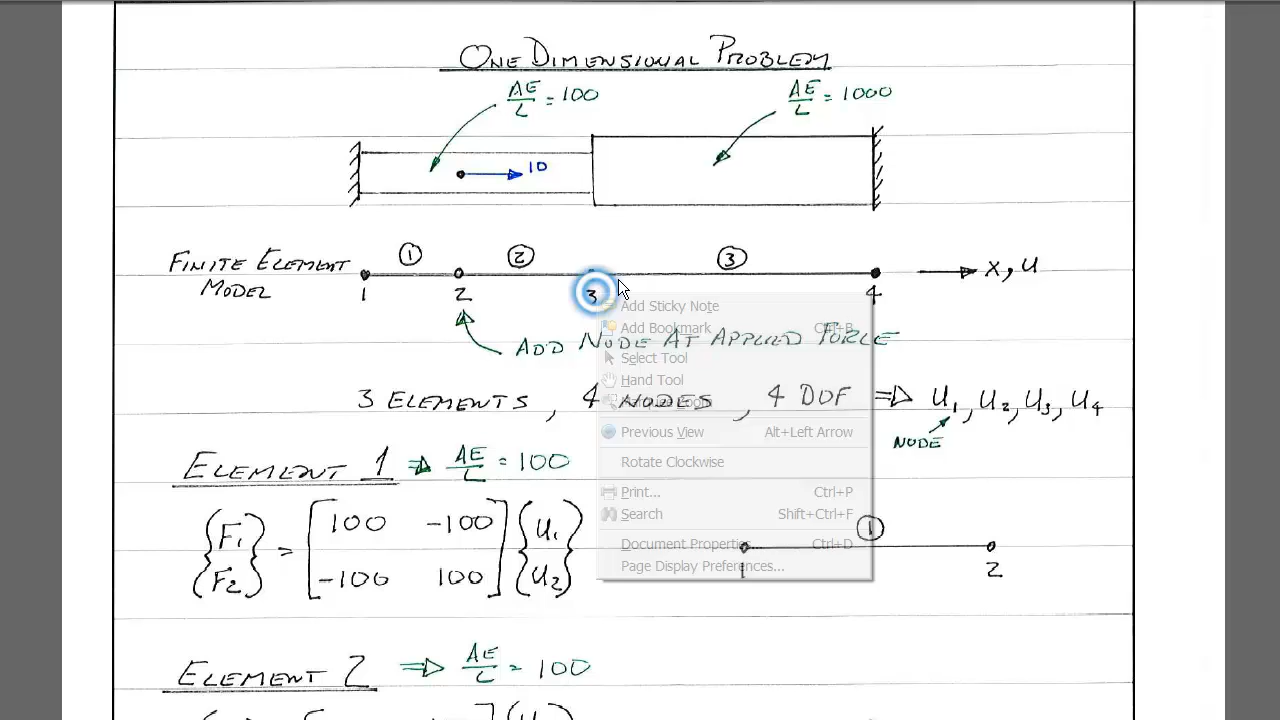 ONE DIMENSIONAL PROBLEM
AE/L = 100
AE/L = 1000
10
FINITE ELEMENT MODEL
1 2 3
1 2 3 4
X, U
Add Sticky Note
Add Bookmark Ctrl+B
ADD NODE AT APPLIED FORCE
Select Tool
Hand Tool
3 ELEMENTS, 4 NODES, 4 DOF ⇒ U1, U2, U3, U4
NODE
Previous View Alt+Left Arrow
Rotate Clockwise
Print... Ctrl+P
Search Shift+Ctrl+F
Document Properties... Ctrl+D
Page Display Preferences...
ELEMENT 1 ⇒ AE/L = 100
{F1 F2} = [100 -100 -100 100] {U1 U2}
1
1 2
ELEMENT 2 ⇒ AE/L = 100